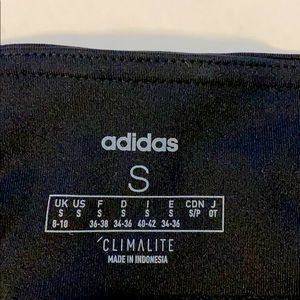 adidas
S
UK US F D I E CDN J
S S S S S S S/P OT
8-10 36-38 34-36 40-42 34-36
CLIMALITE
MADE IN INDONESIA